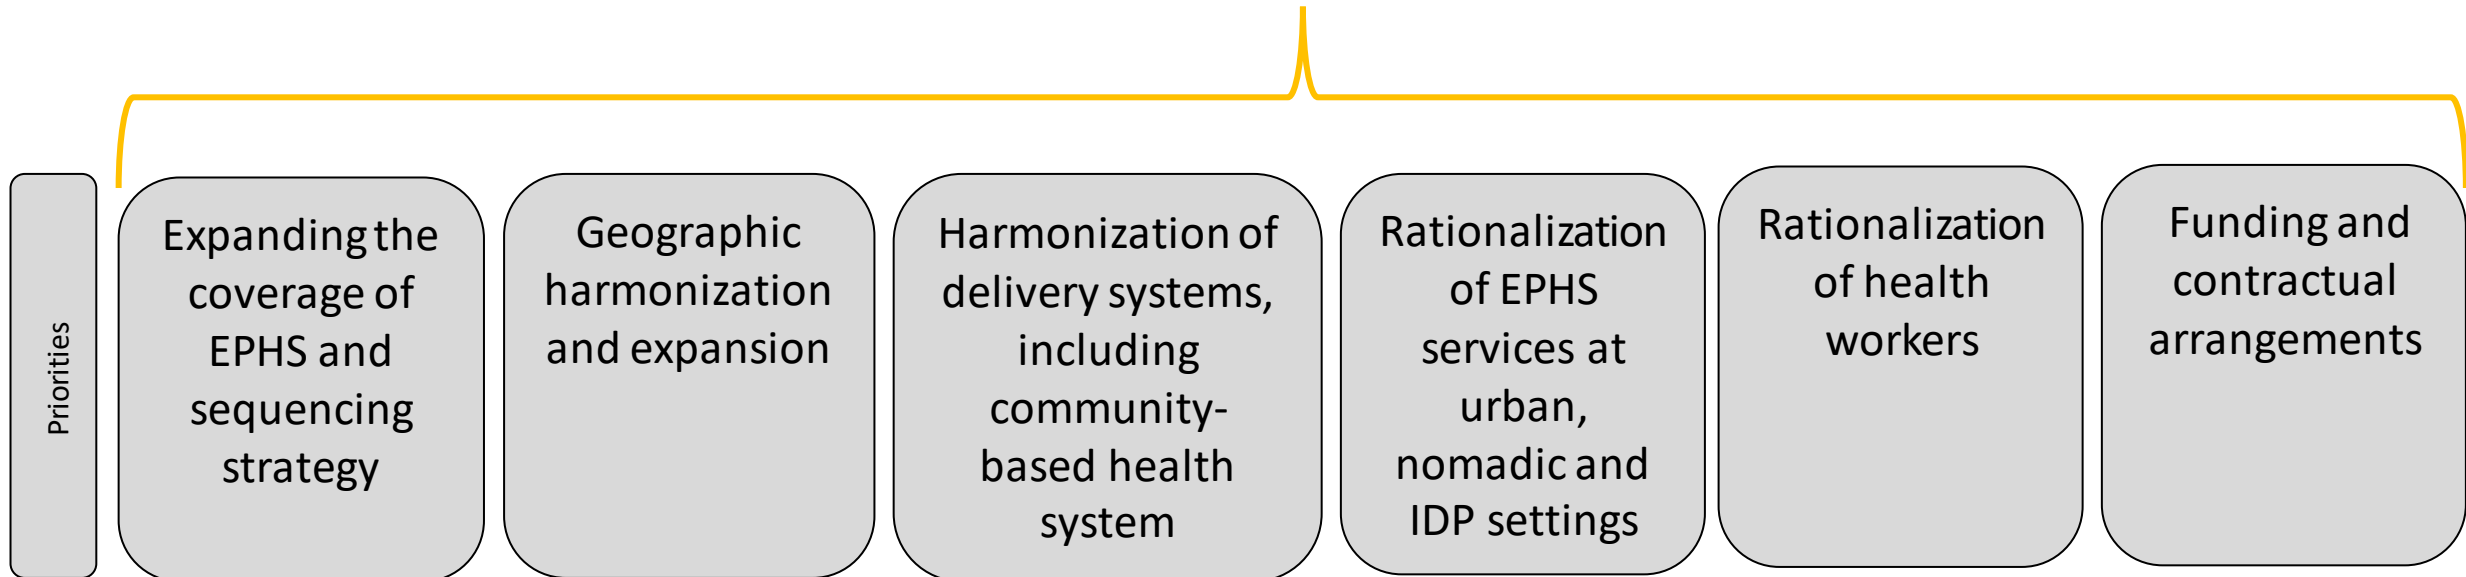 Priorities
Expanding the
coverage of
EPHS and
sequencing
strategy
Geographic
harmonization
and expansion
Harmonization of
delivery systems,
including
community-
based health
system
Rationalization
of EPHS
services at
urban,
nomadic and
IDP settings
Rationalization
of health
workers
Funding and
contractual
arrangements